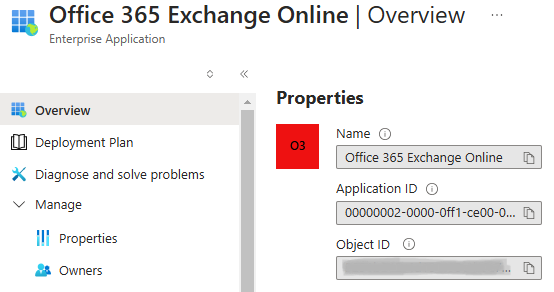 Office 365 Exchange Online | Overview ...
Enterprise Application
Overview
Deployment Plan
Diagnose and solve problems
Manage
Properties
Owners
Properties
O3
Name
Office 365 Exchange Online
Application ID
00000002-0000-0ff1-ce00-0...
Object ID
...